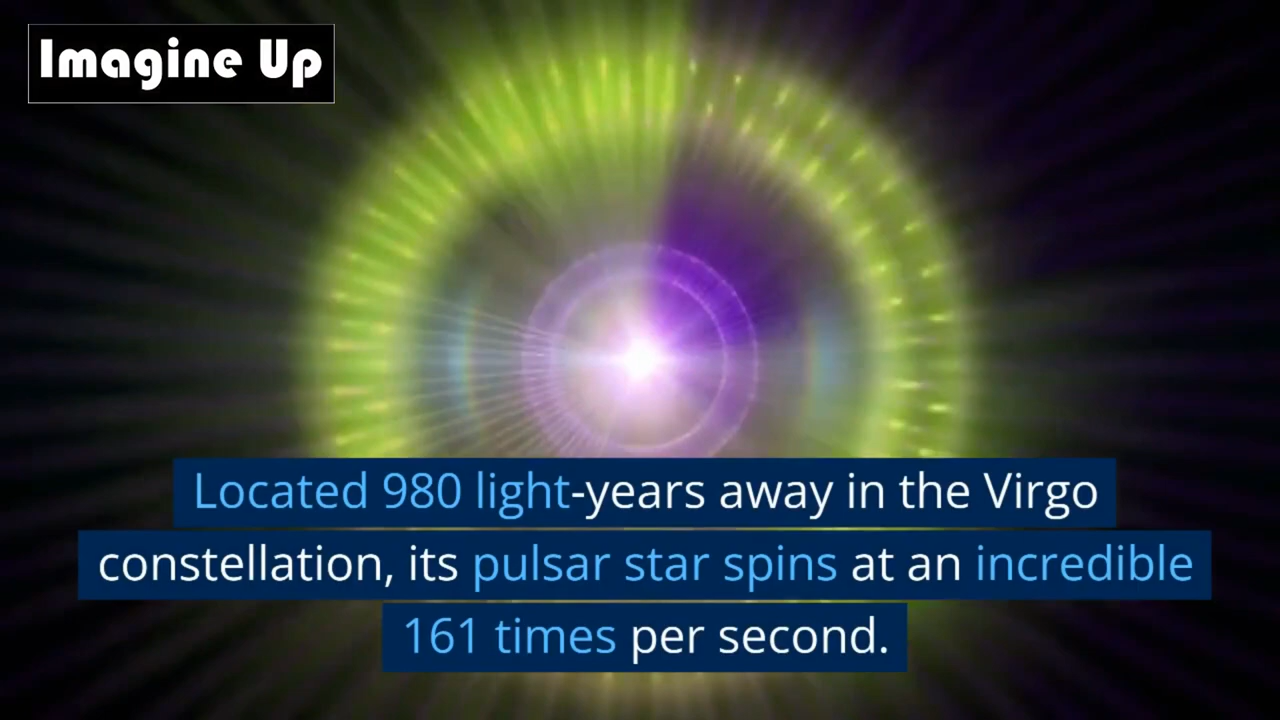 Imagine Up
Located 980 light-years away in the Virgo
constellation, its pulsar star spins at an incredible
161 times per second.